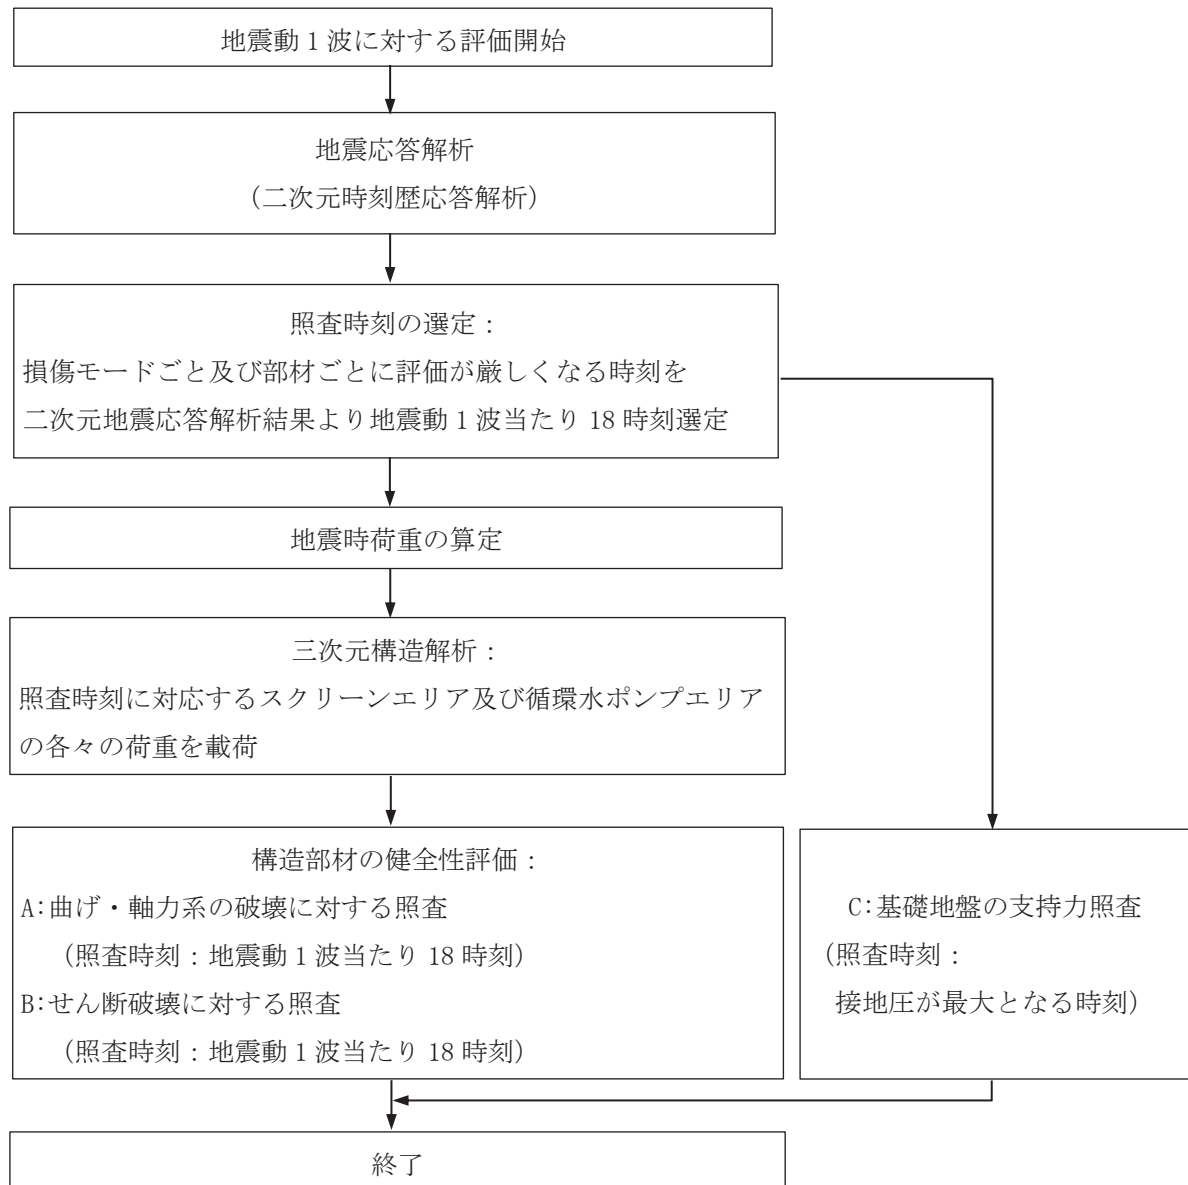 地震動1波に対する評価開始
地震応答解析
(二次元時刻歴応答解析)
照査時刻の選定:
損傷モードごと及び部材ごとに評価が厳しくなる時刻を
二次元地震応答解析結果より地震動1波当たり18時刻選定
地震時荷重の算定
三次元構造解析:
照査時刻に対応するスクリーンエリア及び循環水ポンプエリア
の各々の荷重を載荷
構造部材の健全性評価:
A:曲げ・軸力系の破壊に対する照査
(照査時刻:地震動1波当たり18時刻)
B:せん断破壊に対する照査
(照査時刻:地震動1波当たり18時刻)
C:基礎地盤の支持力照査
(照査時刻:
接地圧が最大となる時刻)
終了